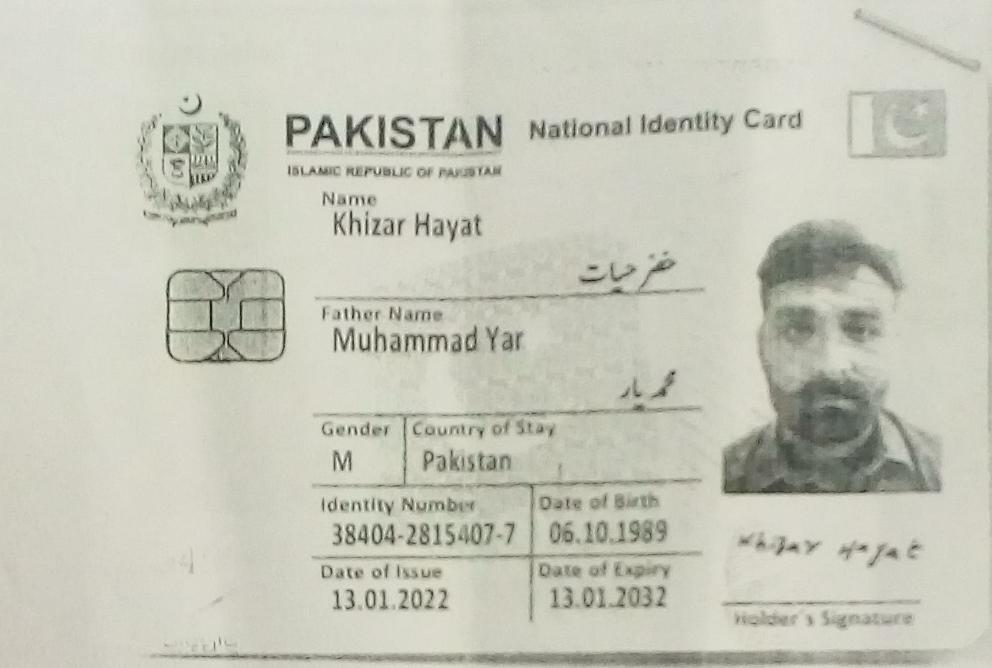 PAKISTAN National Identity Card
ISLAMIC REPUBLIC OF PAKISTAN
Name
Khizar Hayat
خضر حیات
Father Name
Muhammad Yar
محمد یار
Gender Country of Stay
M Pakistan
Identity Number Date of Birth
38404-2815407-7 06.10.1989
Date of Issue Date of Expiry
13.01.2022 13.01.2032
Khizar Hayat
Holder's Signature